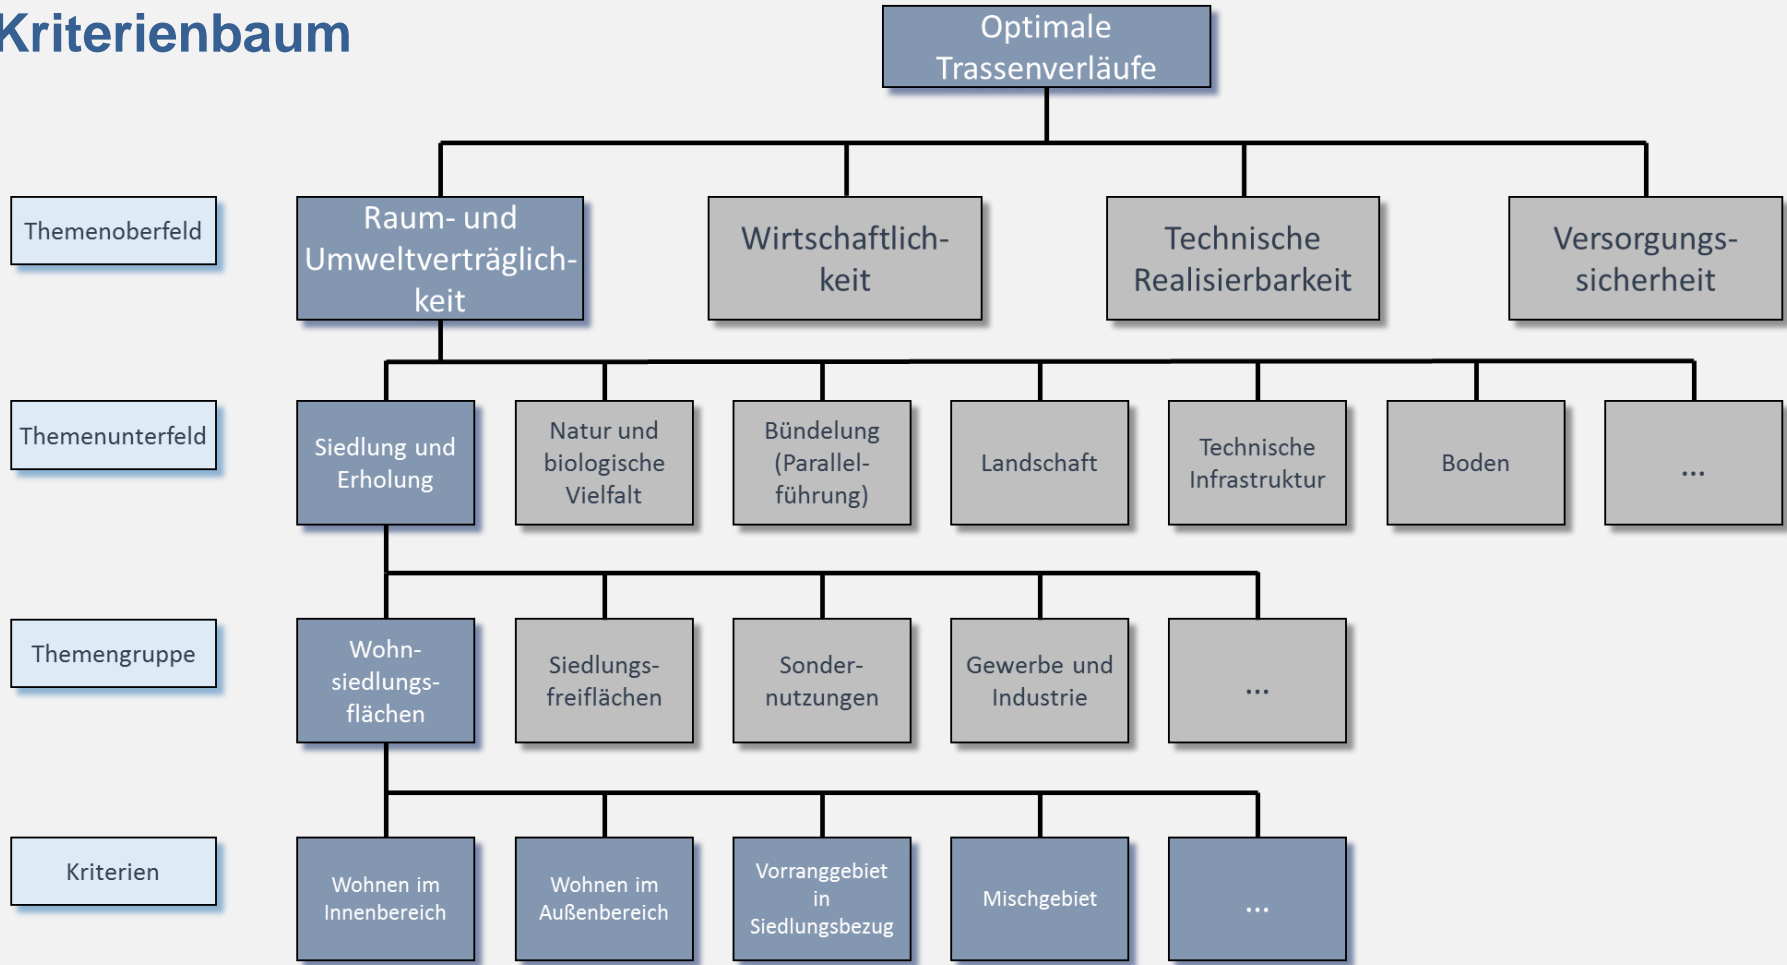 Kriterienbaum
Optimale
Trassenverläufe
Themenoberfeld
Raum- und
Umweltverträglich-
keit
Wirtschaftlich-
keit
Technische
Realisierbarkeit
Versorgungs-
sicherheit
Themenunterfeld
Siedlung und
Erholung
Natur und
biologische
Vielfalt
Bündelung
(Parallel-
führung)
Landschaft
Technische
Infrastruktur
Boden
...
Themengruppe
Wohn-
siedlungs-
flächen
Siedlungs-
freiflächen
Sonder-
nutzungen
Gewerbe und
Industrie
...
Kriterien
Wohnen im
Innenbereich
Wohnen im
Außenbereich
Vorranggebiet
in
Siedlungsbezug
Mischgebiet
...